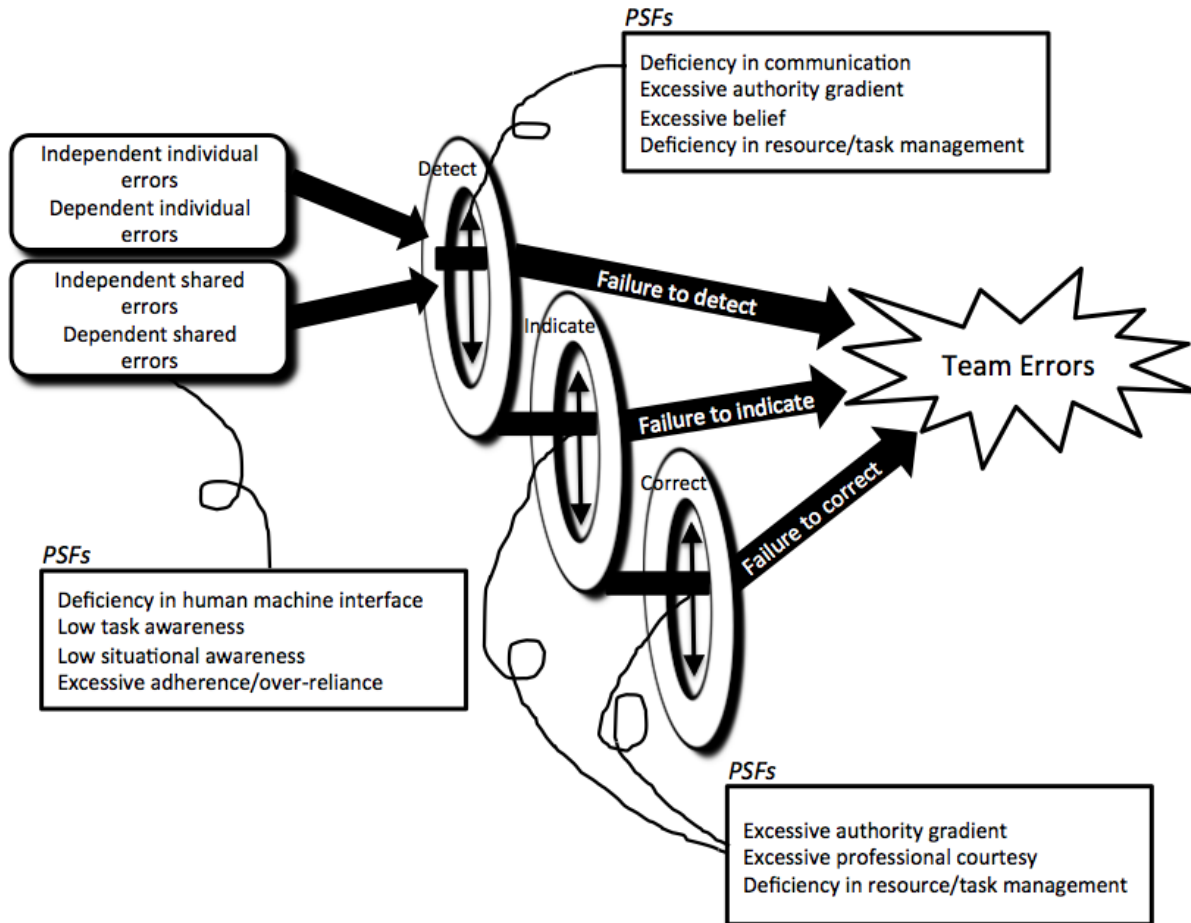 PSFs
Deficiency in communication
Excessive authority gradient
Excessive belief
Deficiency in resource/task management
Independent individual
errors
Dependent individual
errors
Independent shared
errors
Dependent shared
errors
Detect
Failure to detect
Indicate
Failure to indicate
Team Errors
Correct
Failure to correct
PSFs
Deficiency in human machine interface
Low task awareness
Low situational awareness
Excessive adherence/over-reliance
PSFs
Excessive authority gradient
Excessive professional courtesy
Deficiency in resource/task management